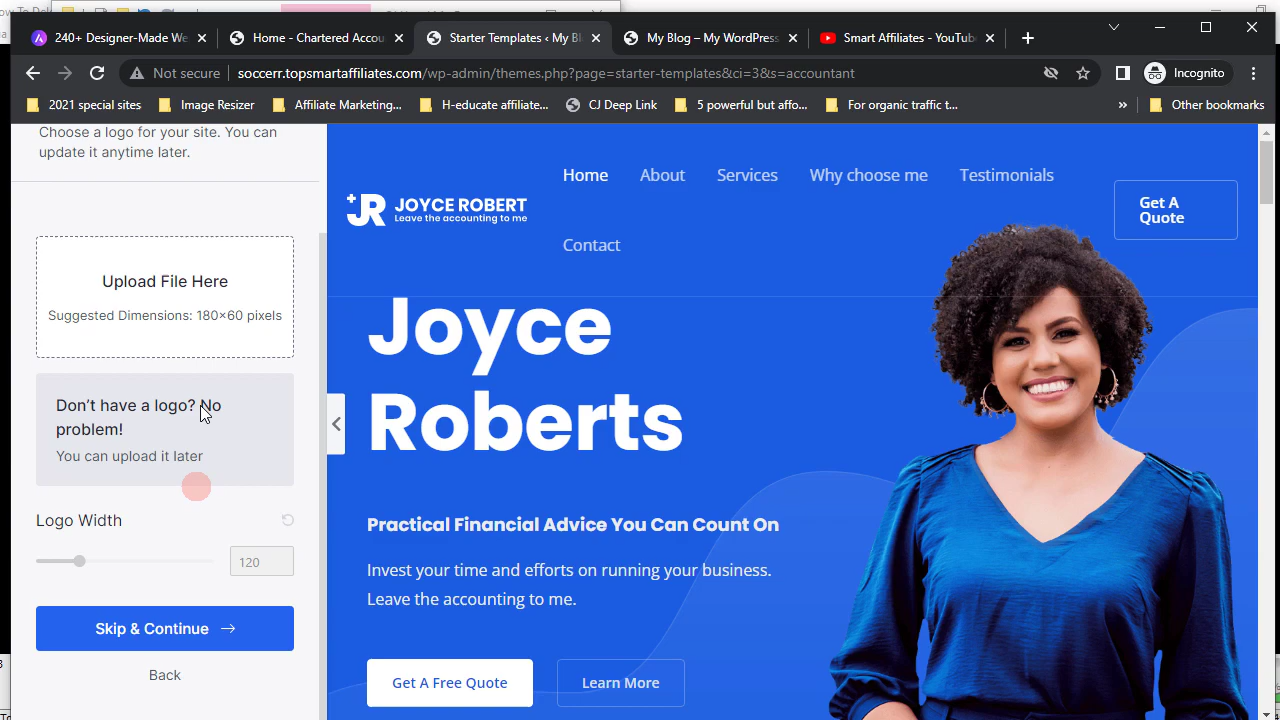 240+ Designer-Made We
Home - Chartered Accou
Starter Templates ‹ My Bl
My Blog – My WordPress
Smart Affiliates - YouTub
Not secure
soccerr.topsmartaffiliates.com/wp-admin/themes.php?page=starter-templates&ci=3&s=accountant
Incognito
2021 special sites
Image Resizer
Affiliate Marketing...
H-educate affiliate...
CJ Deep Link
5 powerful but affo...
For organic traffic t...
»
Other bookmarks
Choose a logo for your site. You can
update it anytime later.
Upload File Here
Suggested Dimensions: 180×60 pixels
Don’t have a logo? No
problem!
You can upload it later
Logo Width
120
Skip & Continue
Back
JR
JOYCE ROBERT
Leave the accounting to me
Home
About
Services
Why choose me
Testimonials
Contact
Get A
Quote
Joyce
Roberts
Practical Financial Advice You Can Count On
Invest your time and efforts on running your business.
Leave the accounting to me.
Get A Free Quote
Learn More